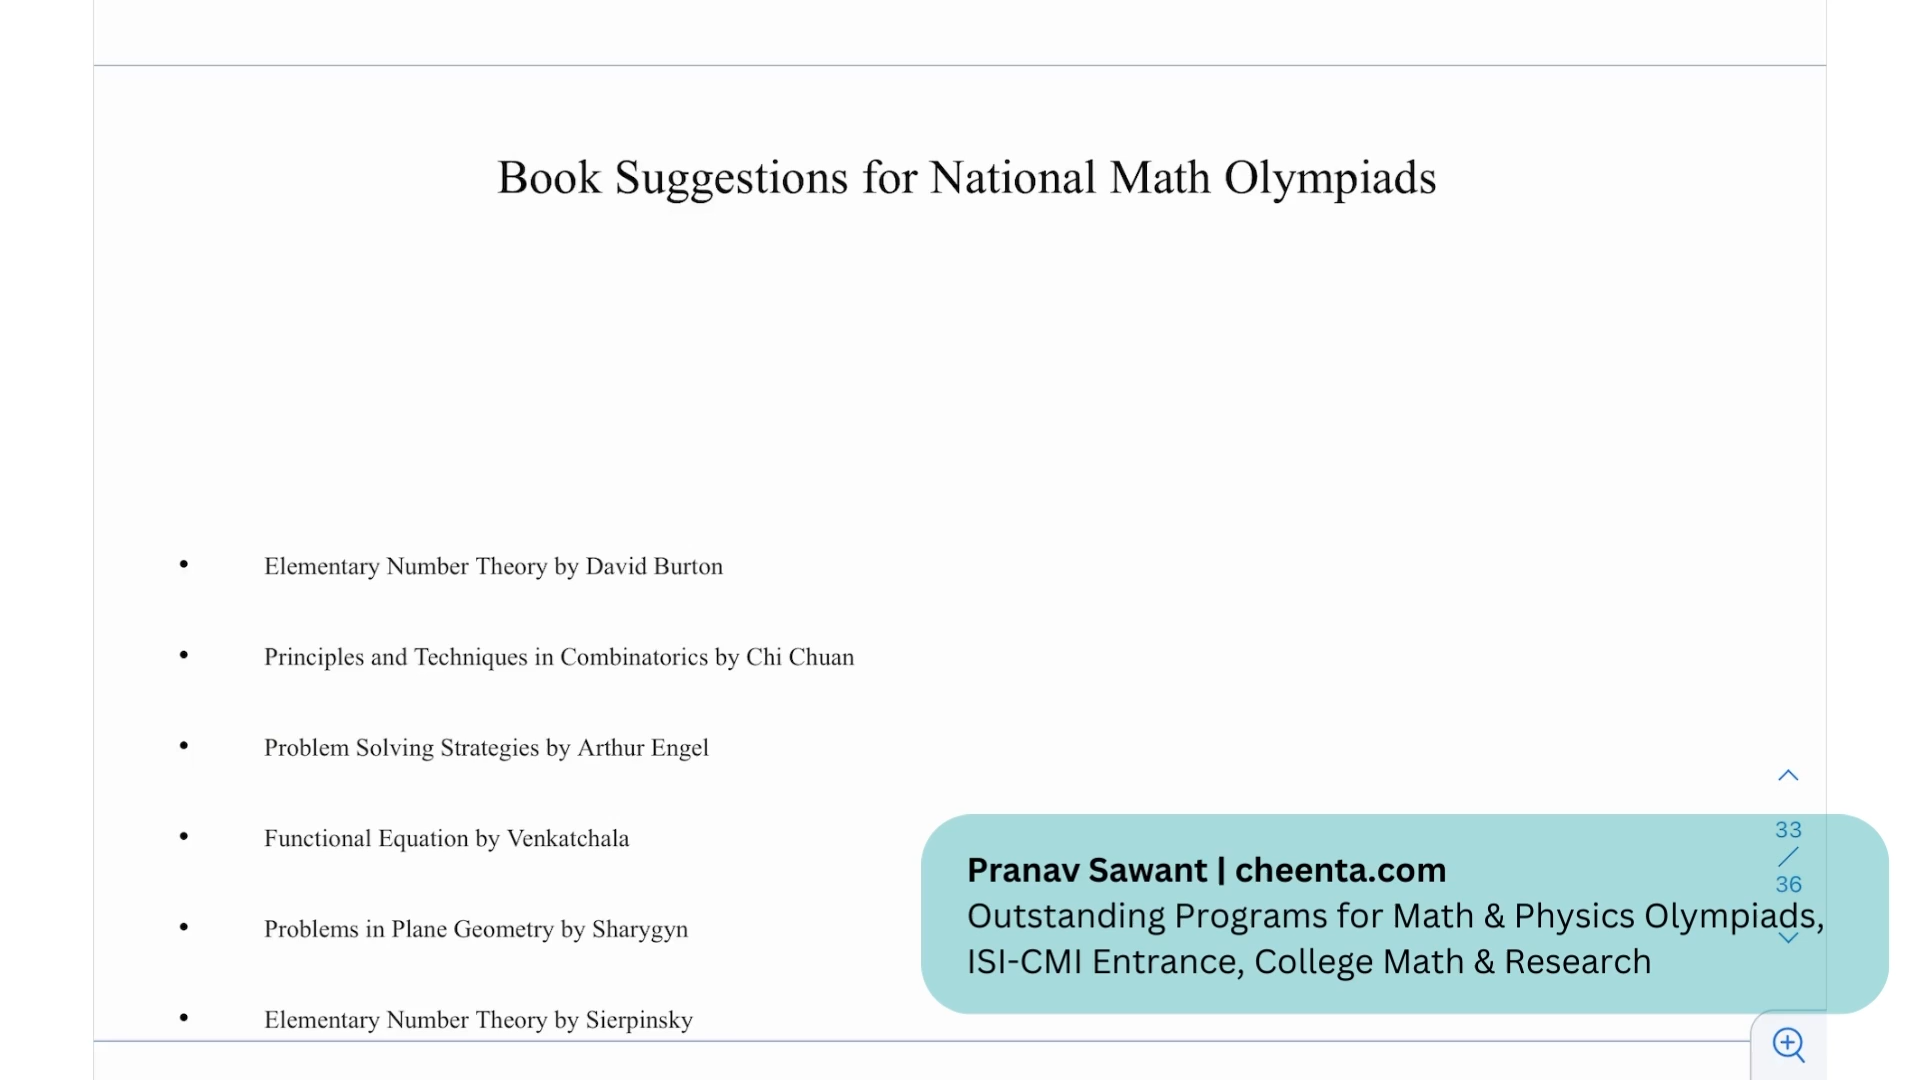 Book Suggestions for National Math Olympiads
• Elementary Number Theory by David Burton
• Principles and Techniques in Combinatorics by Chi Chuan
• Problem Solving Strategies by Arthur Engel
• Functional Equation by Venkatchala
• Problems in Plane Geometry by Sharygyn
• Elementary Number Theory by Sierpinsky
33
/
36
Pranav Sawant | cheenta.com
Outstanding Programs for Math & Physics Olympiads,
ISI-CMI Entrance, College Math & Research